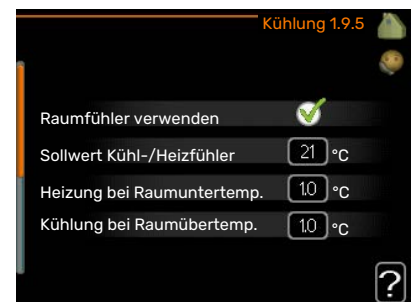 Kühlung 1.9.5
Raumfühler verwenden
Sollwert Kühl-/Heizfühler 21 °C
Heizung bei Raumuntertemp. 1.0 °C
Kühlung bei Raumübertemp. 1.0 °C
?